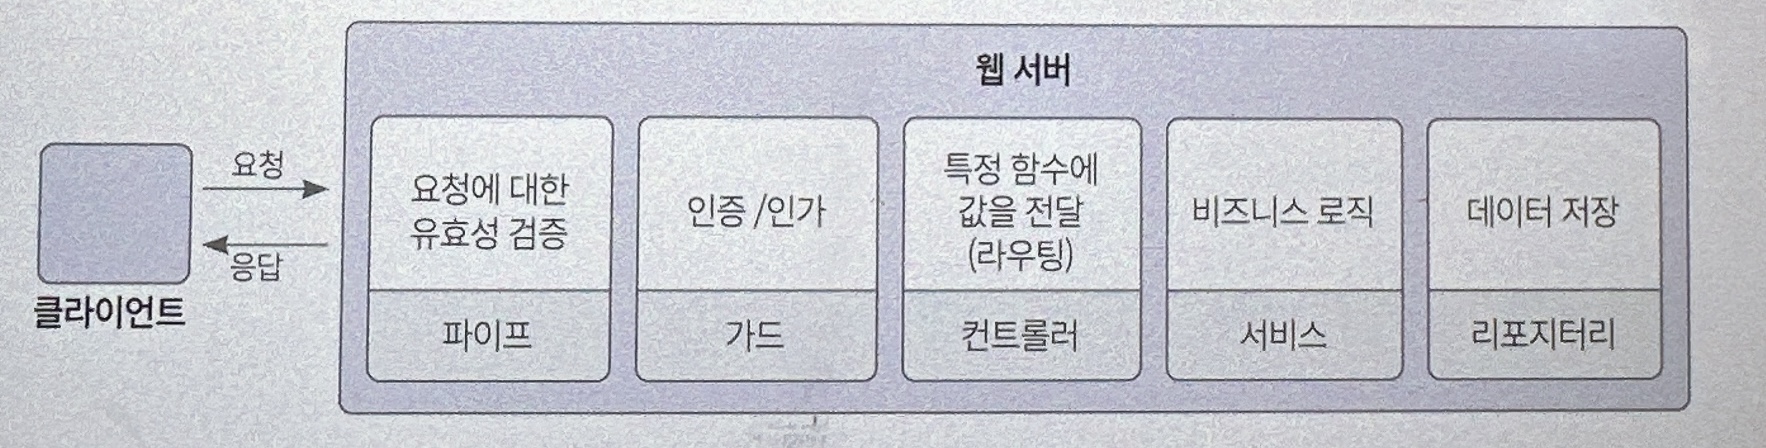 웹 서버
요청
응답
클라이언트
요청에 대한
유효성 검증
파이프
인증 /인가
가드
특정 함수에
값을 전달
(라우팅)
컨트롤러
비즈니스 로직
서비스
데이터 저장
리포지터리